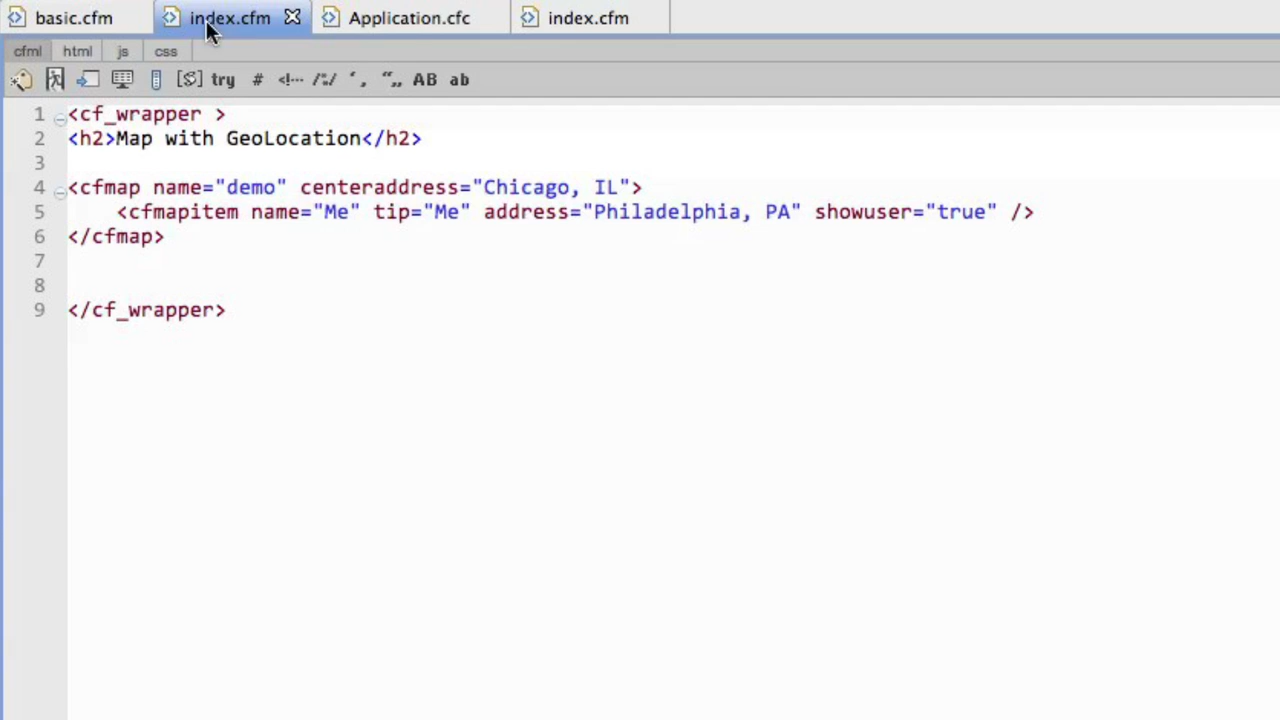 basic.cfm index.cfm Application.cfc index.cfm
cfml html js css
[S] try # <!-- /*/ ‘ , “„ AB ab
1 <cf_wrapper >
2 <h2>Map with GeoLocation</h2>
3
4 <cfmap name="demo" centeraddress="Chicago, IL">
5 <cfmapitem name="Me" tip="Me" address="Philadelphia, PA" showuser="true" />
6 </cfmap>
7
8
9 </cf_wrapper>